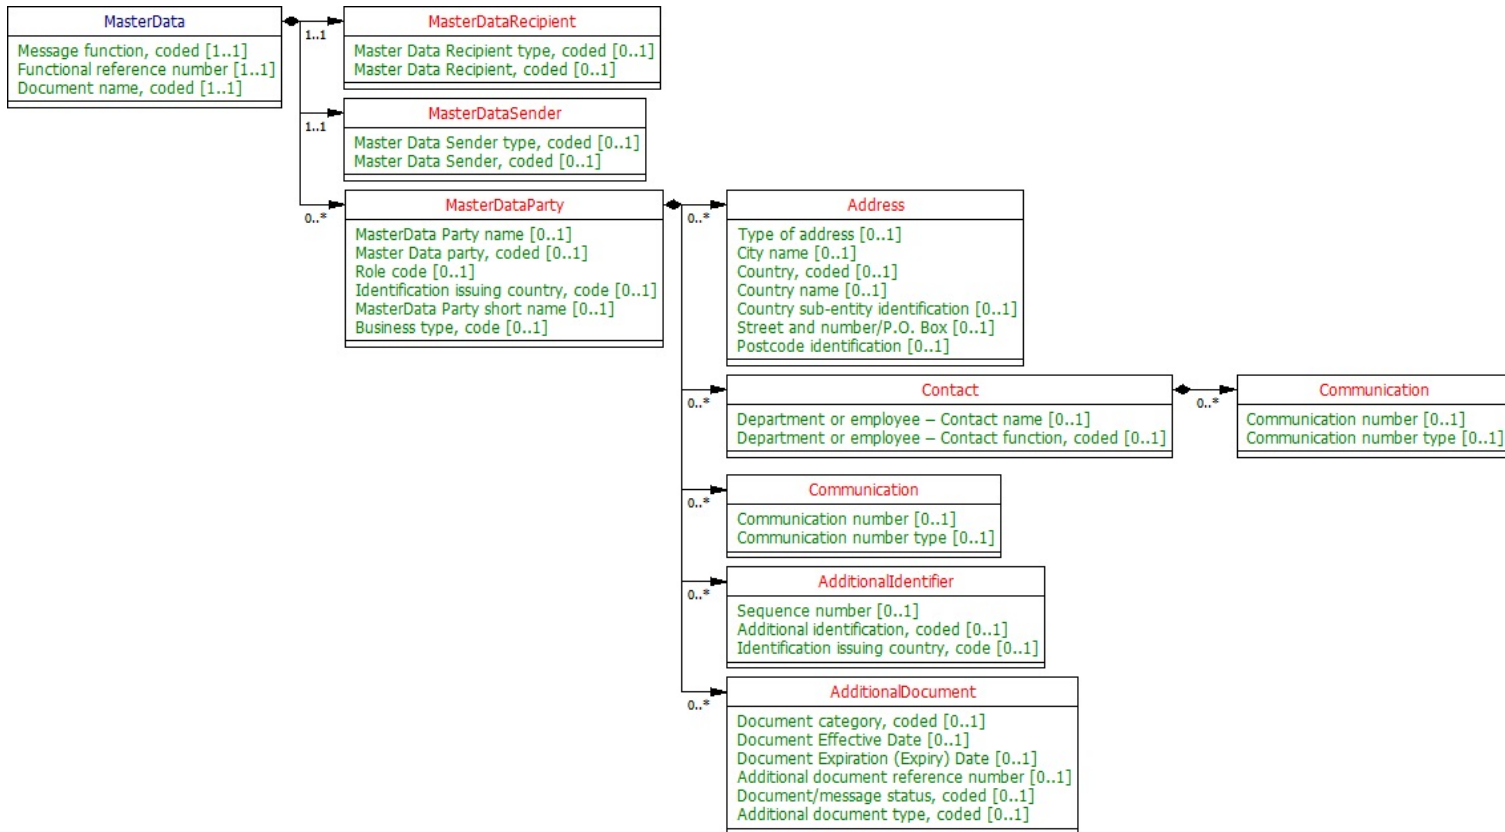 MasterData
Message function, coded [1..1]
Functional reference number [1..1]
Document name, coded [1..1]
1..1
MasterDataRecipient
Master Data Recipient type, coded [0..1]
Master Data Recipient, coded [0..1]
1..1
MasterDataSender
Master Data Sender type, coded [0..1]
Master Data Sender, coded [0..1]
0..*
MasterDataParty
MasterData Party name [0..1]
Master Data party, coded [0..1]
Role code [0..1]
Identification issuing country, code [0..1]
MasterData Party short name [0..1]
Business type, code [0..1]
0..*
Address
Type of address [0..1]
City name [0..1]
Country, coded [0..1]
Country name [0..1]
Country sub-entity identification [0..1]
Street and number/P.O. Box [0..1]
Postcode identification [0..1]
0..*
Contact
Department or employee – Contact name [0..1]
Department or employee – Contact function, coded [0..1]
0..*
Communication
Communication number [0..1]
Communication number type [0..1]
0..*
Communication
Communication number [0..1]
Communication number type [0..1]
0..*
AdditionalIdentifier
Sequence number [0..1]
Additional identification, coded [0..1]
Identification issuing country, code [0..1]
0..*
AdditionalDocument
Document category, coded [0..1]
Document Effective Date [0..1]
Document Expiration (Expiry) Date [0..1]
Additional document reference number [0..1]
Document/message status, coded [0..1]
Additional document type, coded [0..1]